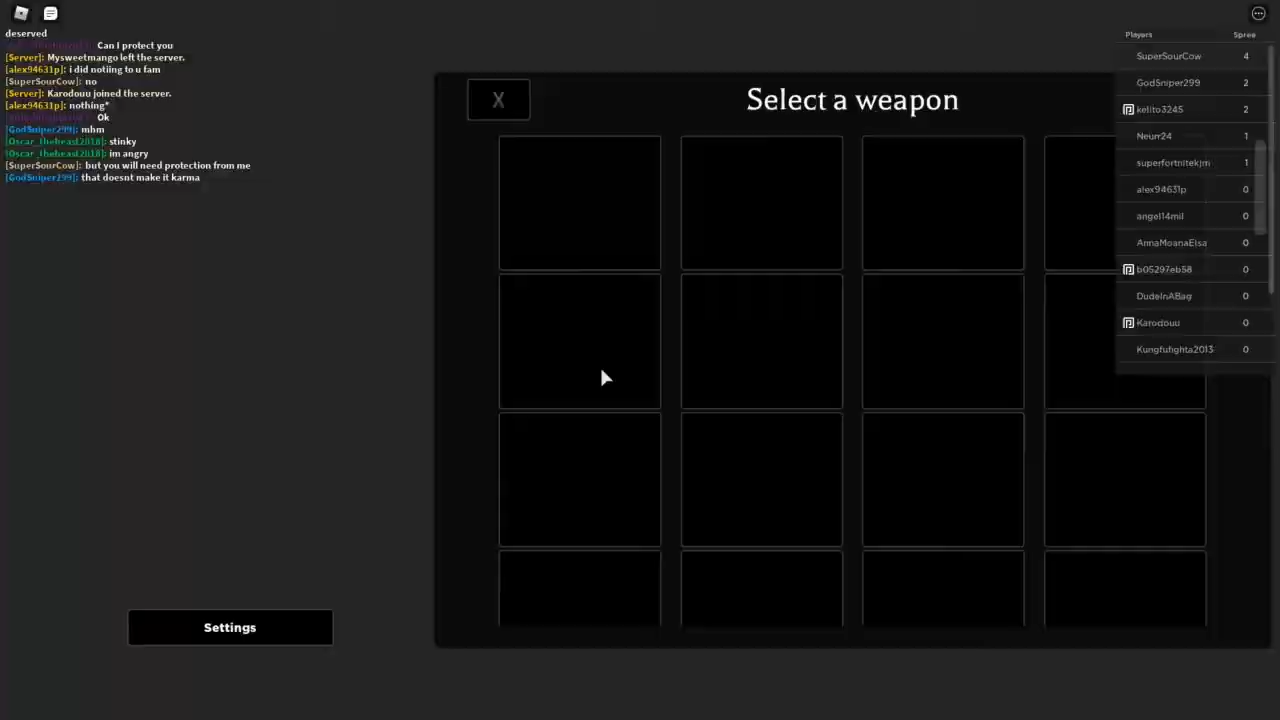 deserved
Can I protect you
[Server]: Mysweetmango left the server.
[alex94631p]: i did notiing to u fam
[SuperSourCow]: no
[Server]: Karodouu joined the server.
[alex94631p]: nothing*
Ok
[GodSniper299]: mhm
[Oscar_thebeast2018]: stinky
[Oscar_thebeast2018]: im angry
[SuperSourCow]: but you will need protection from me
[GodSniper299]: that doesnt make it karma
X
Select a weapon
Settings
Players Spree
SuperSourCow 4
GodSniper299 2
kelito3245 2
Neurr24 1
superfortnitekjm 1
alex94631p 0
angel14mil 0
AnnaMoanaElsa 0
b05297eb58 0
DudeInABag 0
Karodouu 0
Kungfufighta2013 0